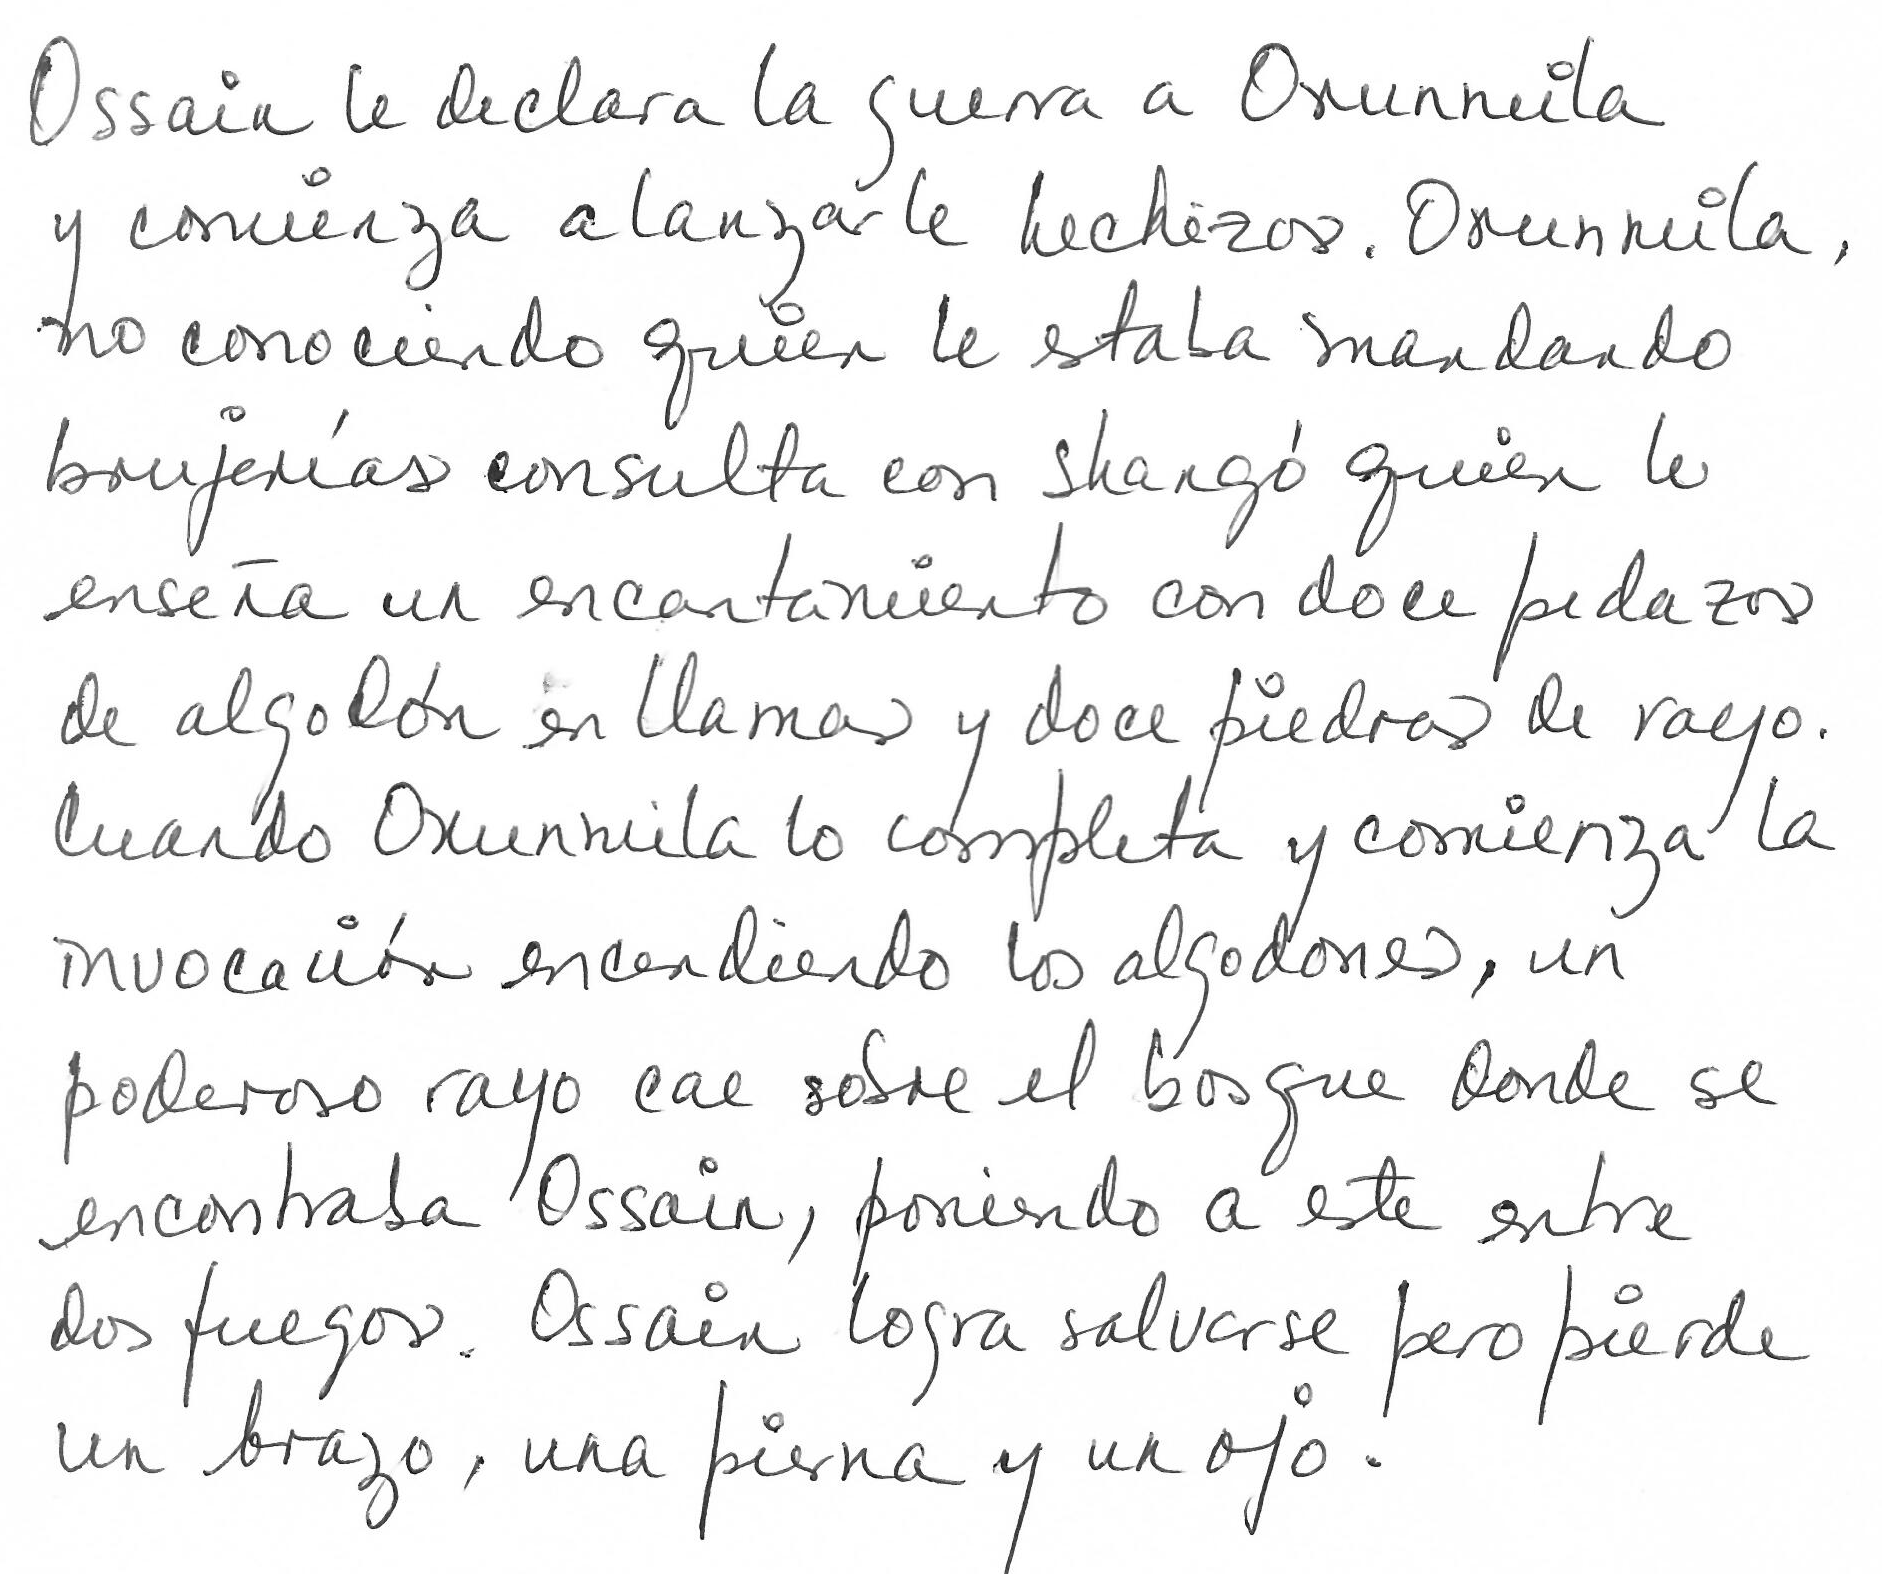 Ossain le declara la guerra a Orunmila
y comienza a lanzarle hechizos. Orunmila,
no conociendo quien le estaba mandando
brujerías consulta con Shangó quien le
enseña un encantamiento con doce pedazos
de algodón en llamas y doce piedras de rayo.
Cuando Orunmila lo completa y comienza la
invocación encendiendo los algodones, un
poderoso rayo cae sobre el bosque donde se
encontraba Ossain, poniendo a este entre
dos fuegos. Ossain logra salvarse pero pierde
un brazo, una pierna y un ojo.